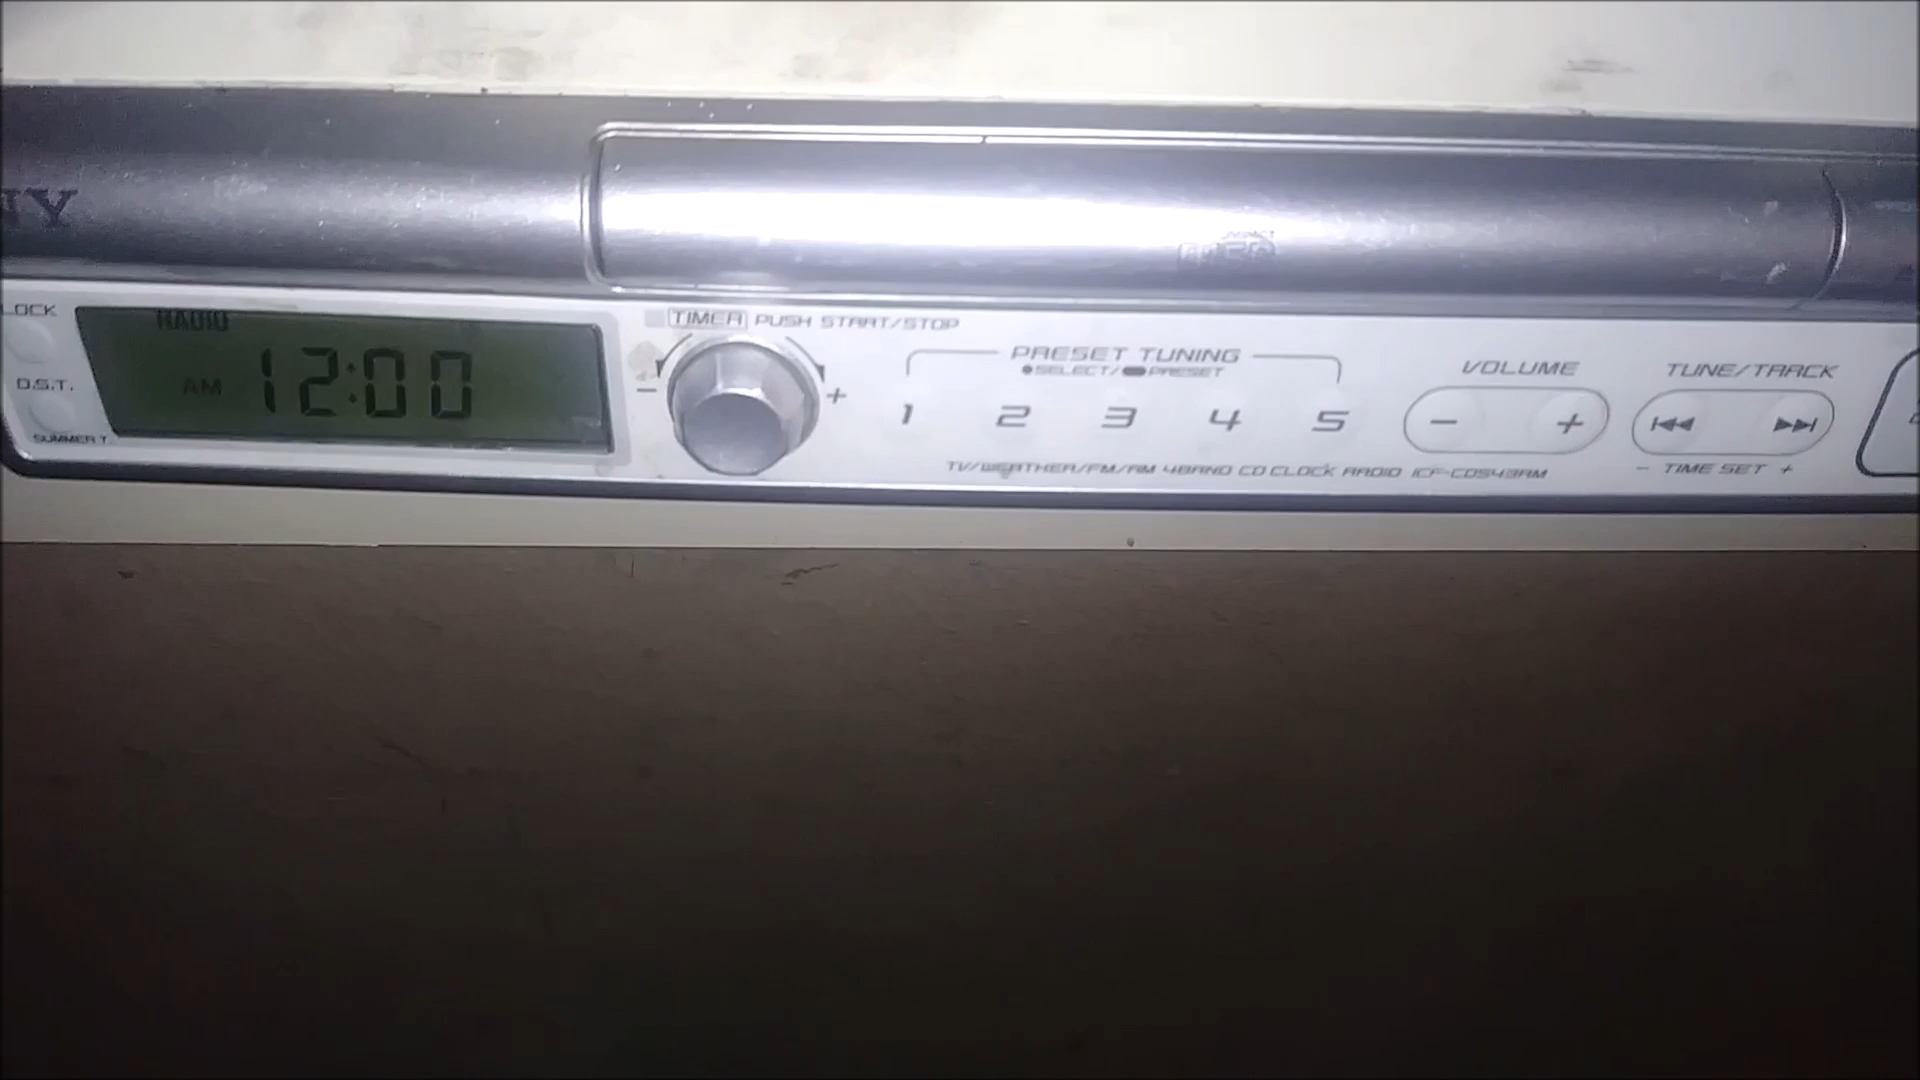 NY
LOCK
RADIO
AM 12:00
D.S.T.
SUMMER T.
TIMER PUSH START/STOP
- +
PRESET TUNING
SELECT/ PRESET
1 2 3 4 5
VOLUME
- +
TUNE/TRACK
- TIME SET +
TV/WEATHER/FM/AM 4BAND CD CLOCK RADIO ICF-CD543RM